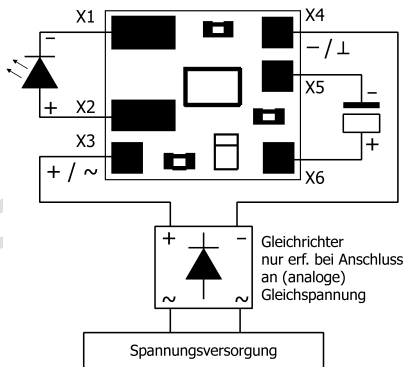 X1
X4
−
− / ⊥
−
X5
−
+
X2
X3
+
+ / ~
X6
+
−
Gleichrichter
nur erf. bei Anschluss
an (analoge)
Gleichspannung
~
~
Spannungsversorgung